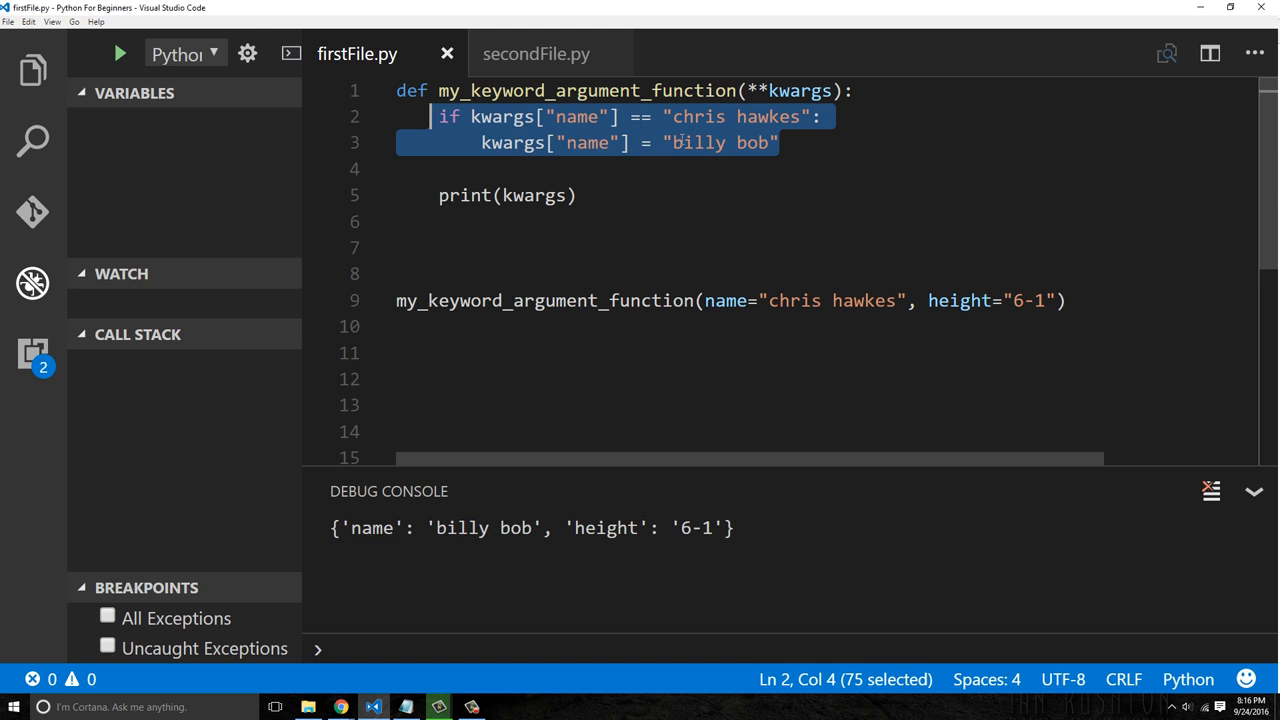 firstFile.py - Python For Beginners - Visual Studio Code
File Edit View Go Help
Python
firstFile.py
secondFile.py
VARIABLES
WATCH
CALL STACK
2
BREAKPOINTS
All Exceptions
Uncaught Exceptions
1 def my_keyword_argument_function(**kwargs):
2 if kwargs["name"] == "chris hawkes":
3 kwargs["name"] = "billy bob"
4
5 print(kwargs)
6
7
8
9 my_keyword_argument_function(name="chris hawkes", height="6-1")
10
11
12
13
14
15
DEBUG CONSOLE
{'name': 'billy bob', 'height': '6-1'}
0 0
Ln 2, Col 4 (75 selected) Spaces: 4 UTF-8 CRLF Python
I'm Cortana. Ask me anything.
8:16 PM
9/24/2016